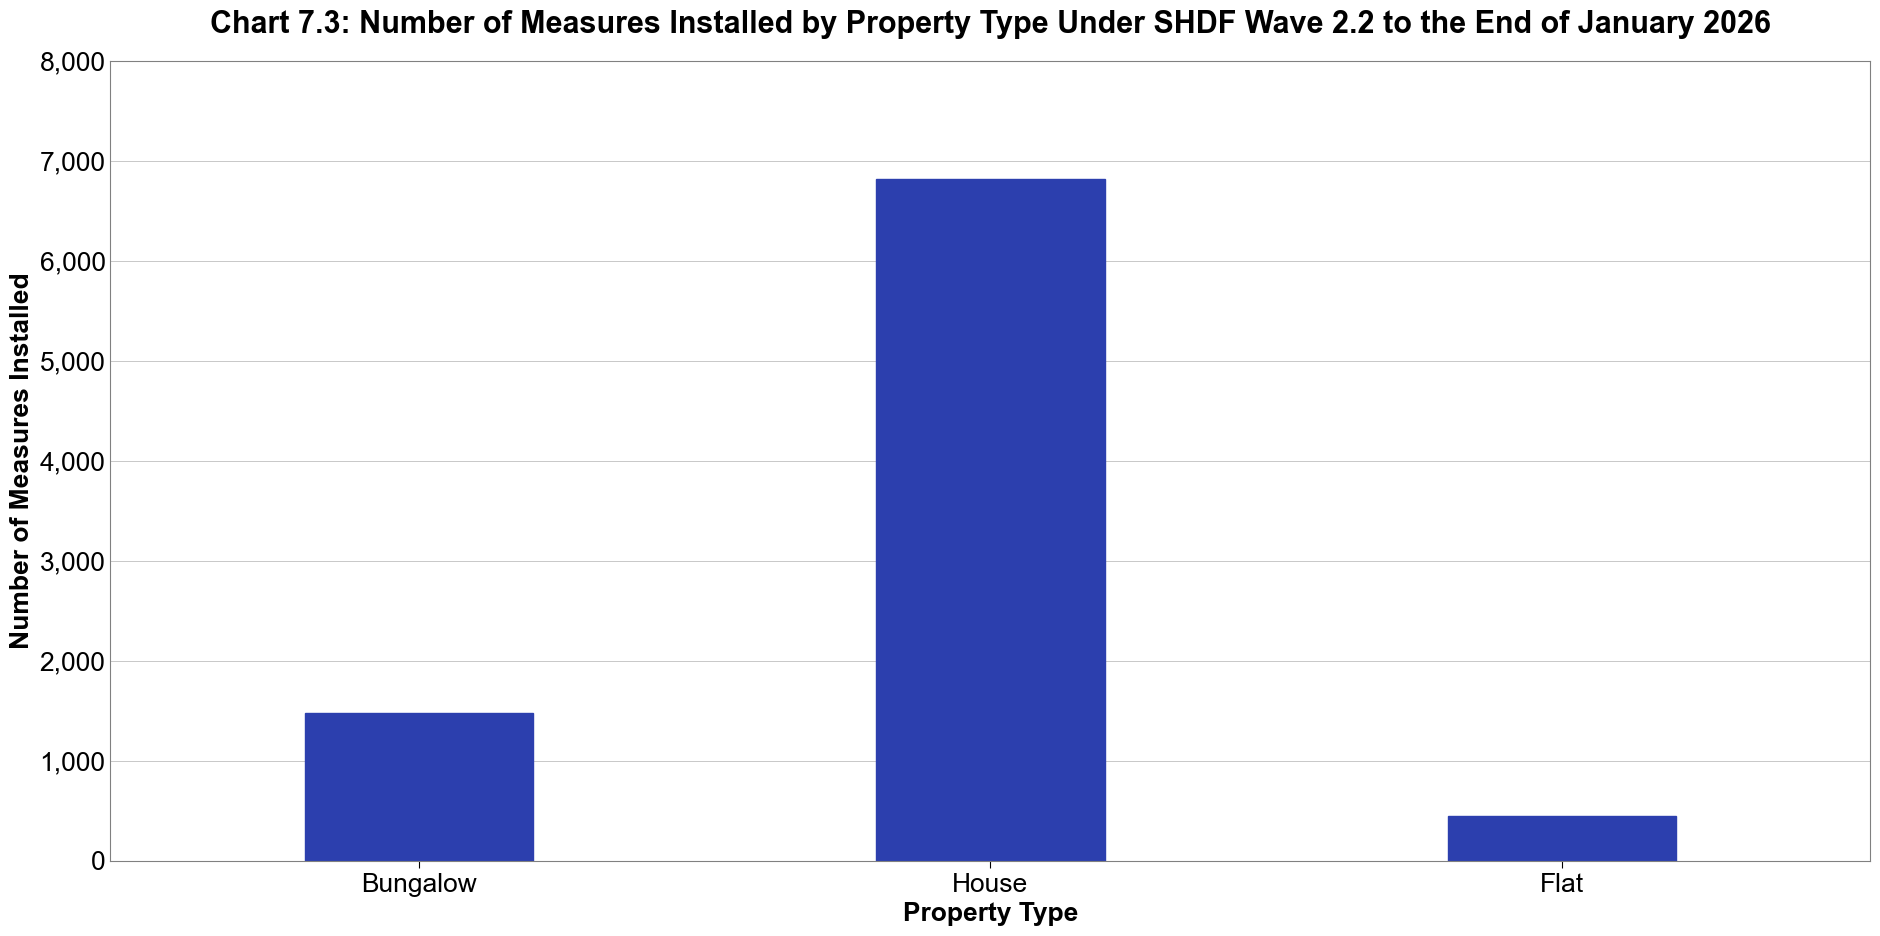 Chart 7.3: Number of Measures Installed by Property Type Under SHDF Wave 2.2 to the End of January 2026
Number of Measures Installed
8,000
7,000
6,000
5,000
4,000
3,000
2,000
1,000
0
Bungalow
House
Flat
Property Type